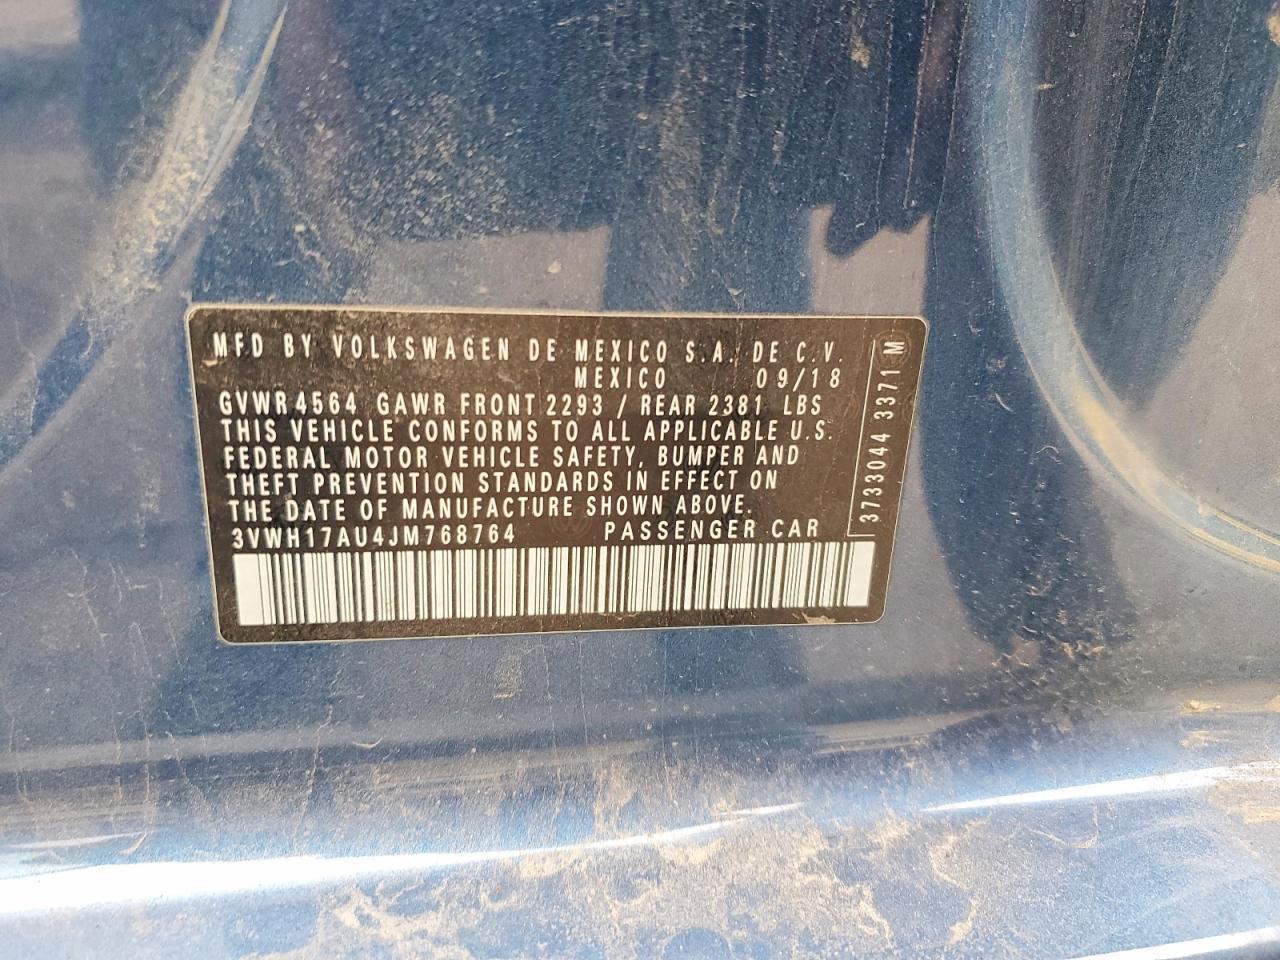 MFD BY VOLKSWAGEN DE MEXICO S.A. DE C.V.
MEXICO 09/18
GVWR 4564 GAWR FRONT 2293 / REAR 2381 LBS
THIS VEHICLE CONFORMS TO ALL APPLICABLE U.S.
FEDERAL MOTOR VEHICLE SAFETY, BUMPER AND
THEFT PREVENTION STANDARDS IN EFFECT ON
THE DATE OF MANUFACTURE SHOWN ABOVE.
3VWH17AU4JM768764 PASSENGER CAR
3733044 3371 M